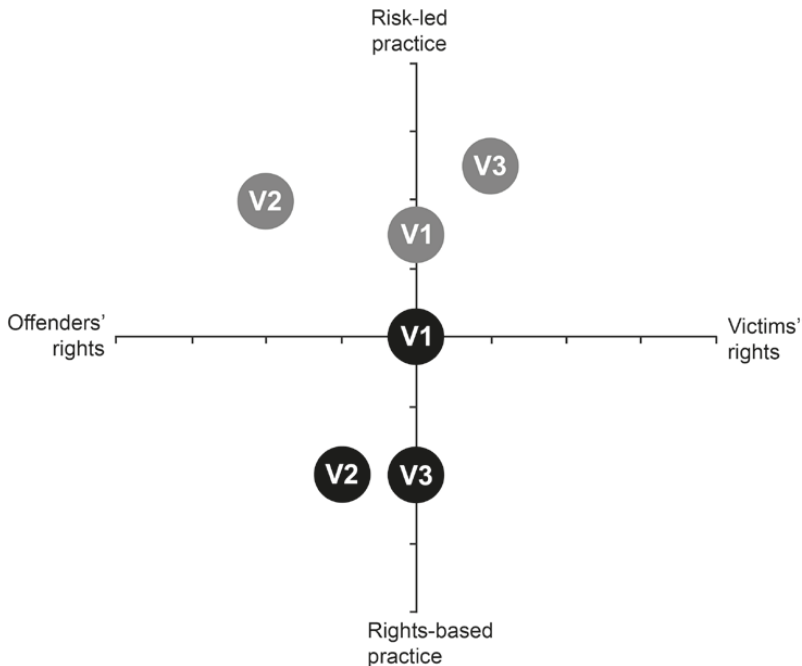 Risk-led
practice
V3
V2
V1
Offenders’
rights
V1
Victims’
rights
V2
V3
Rights-based
practice